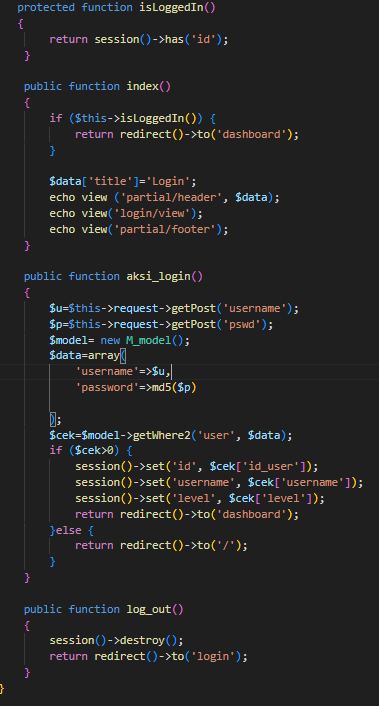 protected function isLoggedIn()
{
return session()->has('id');
}
public function index()
{
if ($this->isLoggedIn()) {
return redirect()->to('dashboard');
}
$data['title']='Login';
echo view ('partial/header', $data);
echo view('login/view');
echo view('partial/footer');
}
public function aksi_login()
{
$u=$this->request->getPost('username');
$p=$this->request->getPost('pswd');
$model= new M_model();
$data=array(
'username'=>$u,
'password'=>md5($p)
);
$cek=$model->getWhere2('user', $data);
if ($cek>0) {
session()->set('id', $cek['id_user']);
session()->set('username', $cek['username']);
session()->set('level', $cek['level']);
return redirect()->to('dashboard');
}else {
return redirect()->to('/');
}
}
public function log_out()
{
session()->destroy();
return redirect()->to('login');
}
}